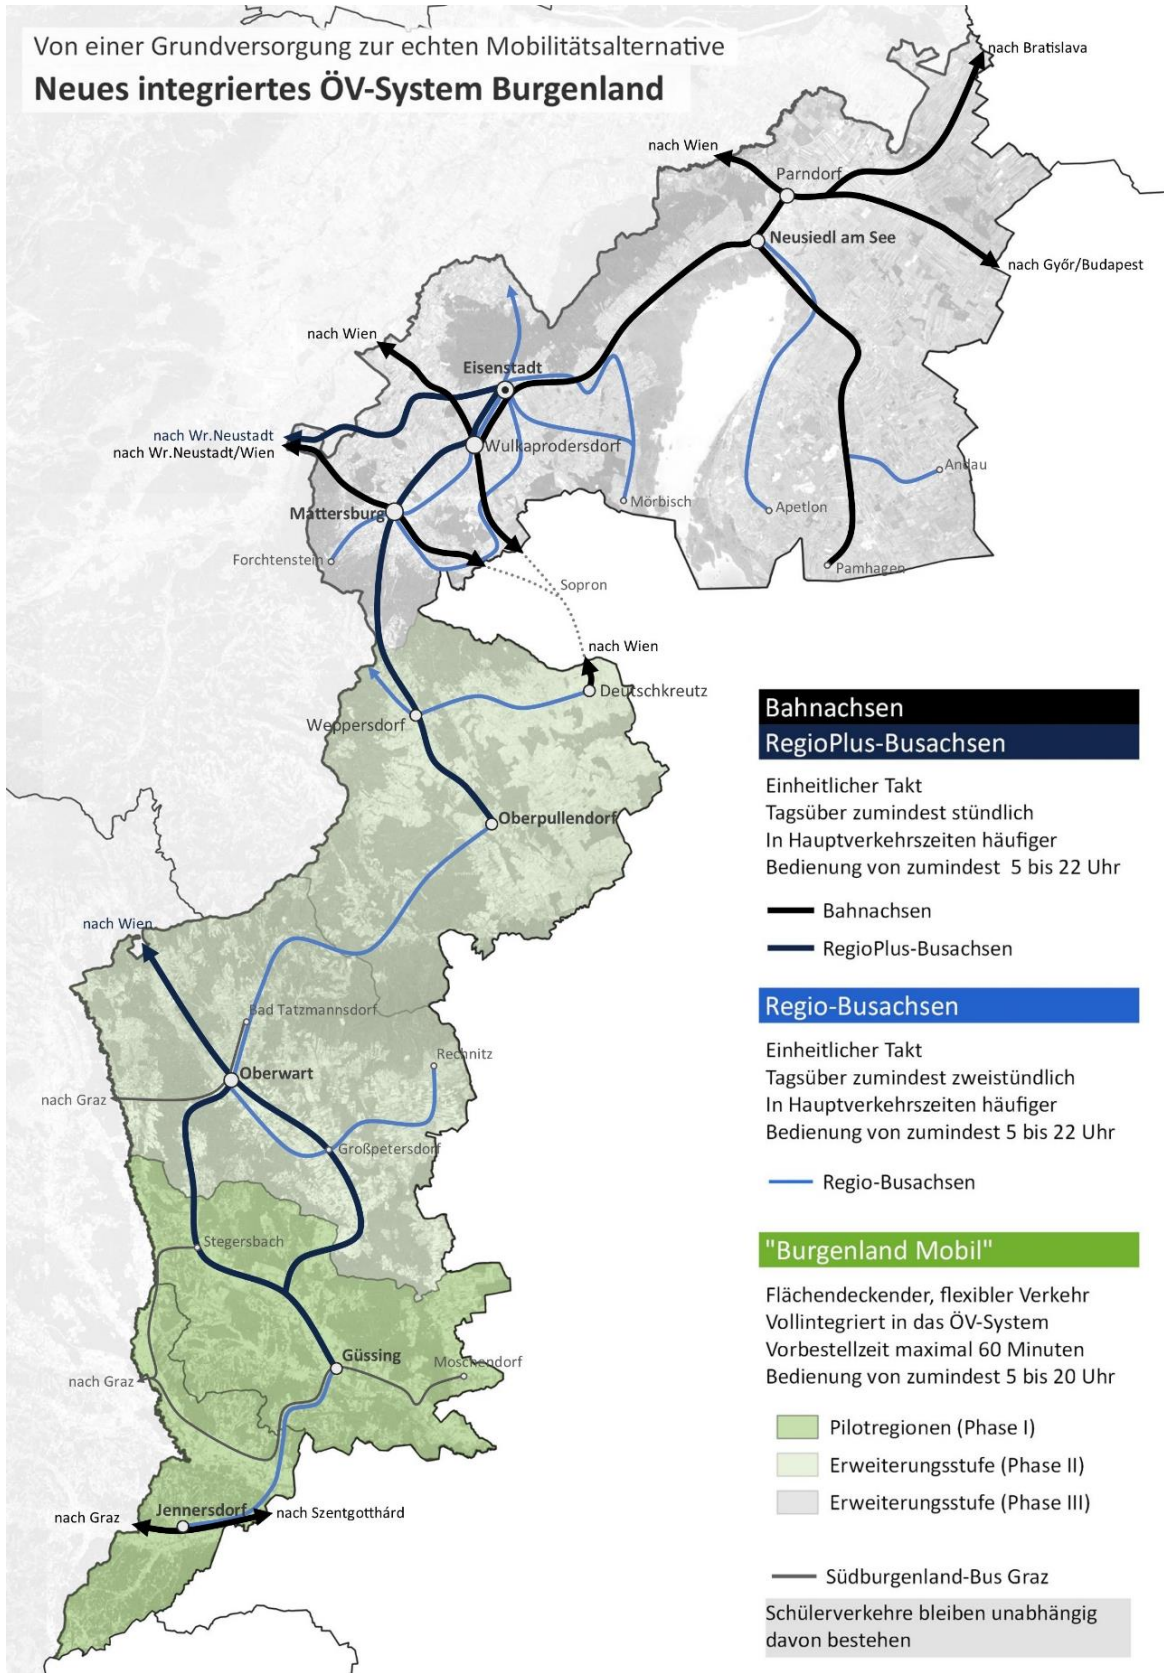 Von einer Grundversorgung zur echten Mobilitätsalternative
Neues integriertes ÖV-System Burgenland
nach Bratislava
nach Wien
Parndorf
Neusiedl am See
nach Győr/Budapest
nach Wien
Eisenstadt
nach Wr.Neustadt
nach Wr.Neustadt/Wien
Wulkaprodersdorf
Andau
Mörbisch
Apetlon
Mattersburg
Forchtenstein
Pamhagen
Sopron
nach Wien
Deutschkreutz
Weppersdorf
Oberpullendorf
nach Wien
Bad Tatzmannsdorf
Rechnitz
Oberwart
nach Graz
Großpetersdorf
Stegersbach
Güssing
Moschendorf
nach Graz
Jennersdorf
nach Graz
nach Szentgotthárd
Bahnachsen
RegioPlus-Busachsen
Einheitlicher Takt
Tagsüber zumindest stündlich
In Hauptverkehrszeiten häufiger
Bedienung von zumindest 5 bis 22 Uhr
Bahnachsen
RegioPlus-Busachsen
Regio-Busachsen
Einheitlicher Takt
Tagsüber zumindest zweistündlich
In Hauptverkehrszeiten häufiger
Bedienung von zumindest 5 bis 22 Uhr
Regio-Busachsen
"Burgenland Mobil"
Flächendeckender, flexibler Verkehr
Vollintegriert in das ÖV-System
Vorbestellzeit maximal 60 Minuten
Bedienung von zumindest 5 bis 20 Uhr
Pilotregionen (Phase I)
Erweiterungsstufe (Phase II)
Erweiterungsstufe (Phase III)
Südburgenland-Bus Graz
Schülerverkehre bleiben unabhängig
davon bestehen